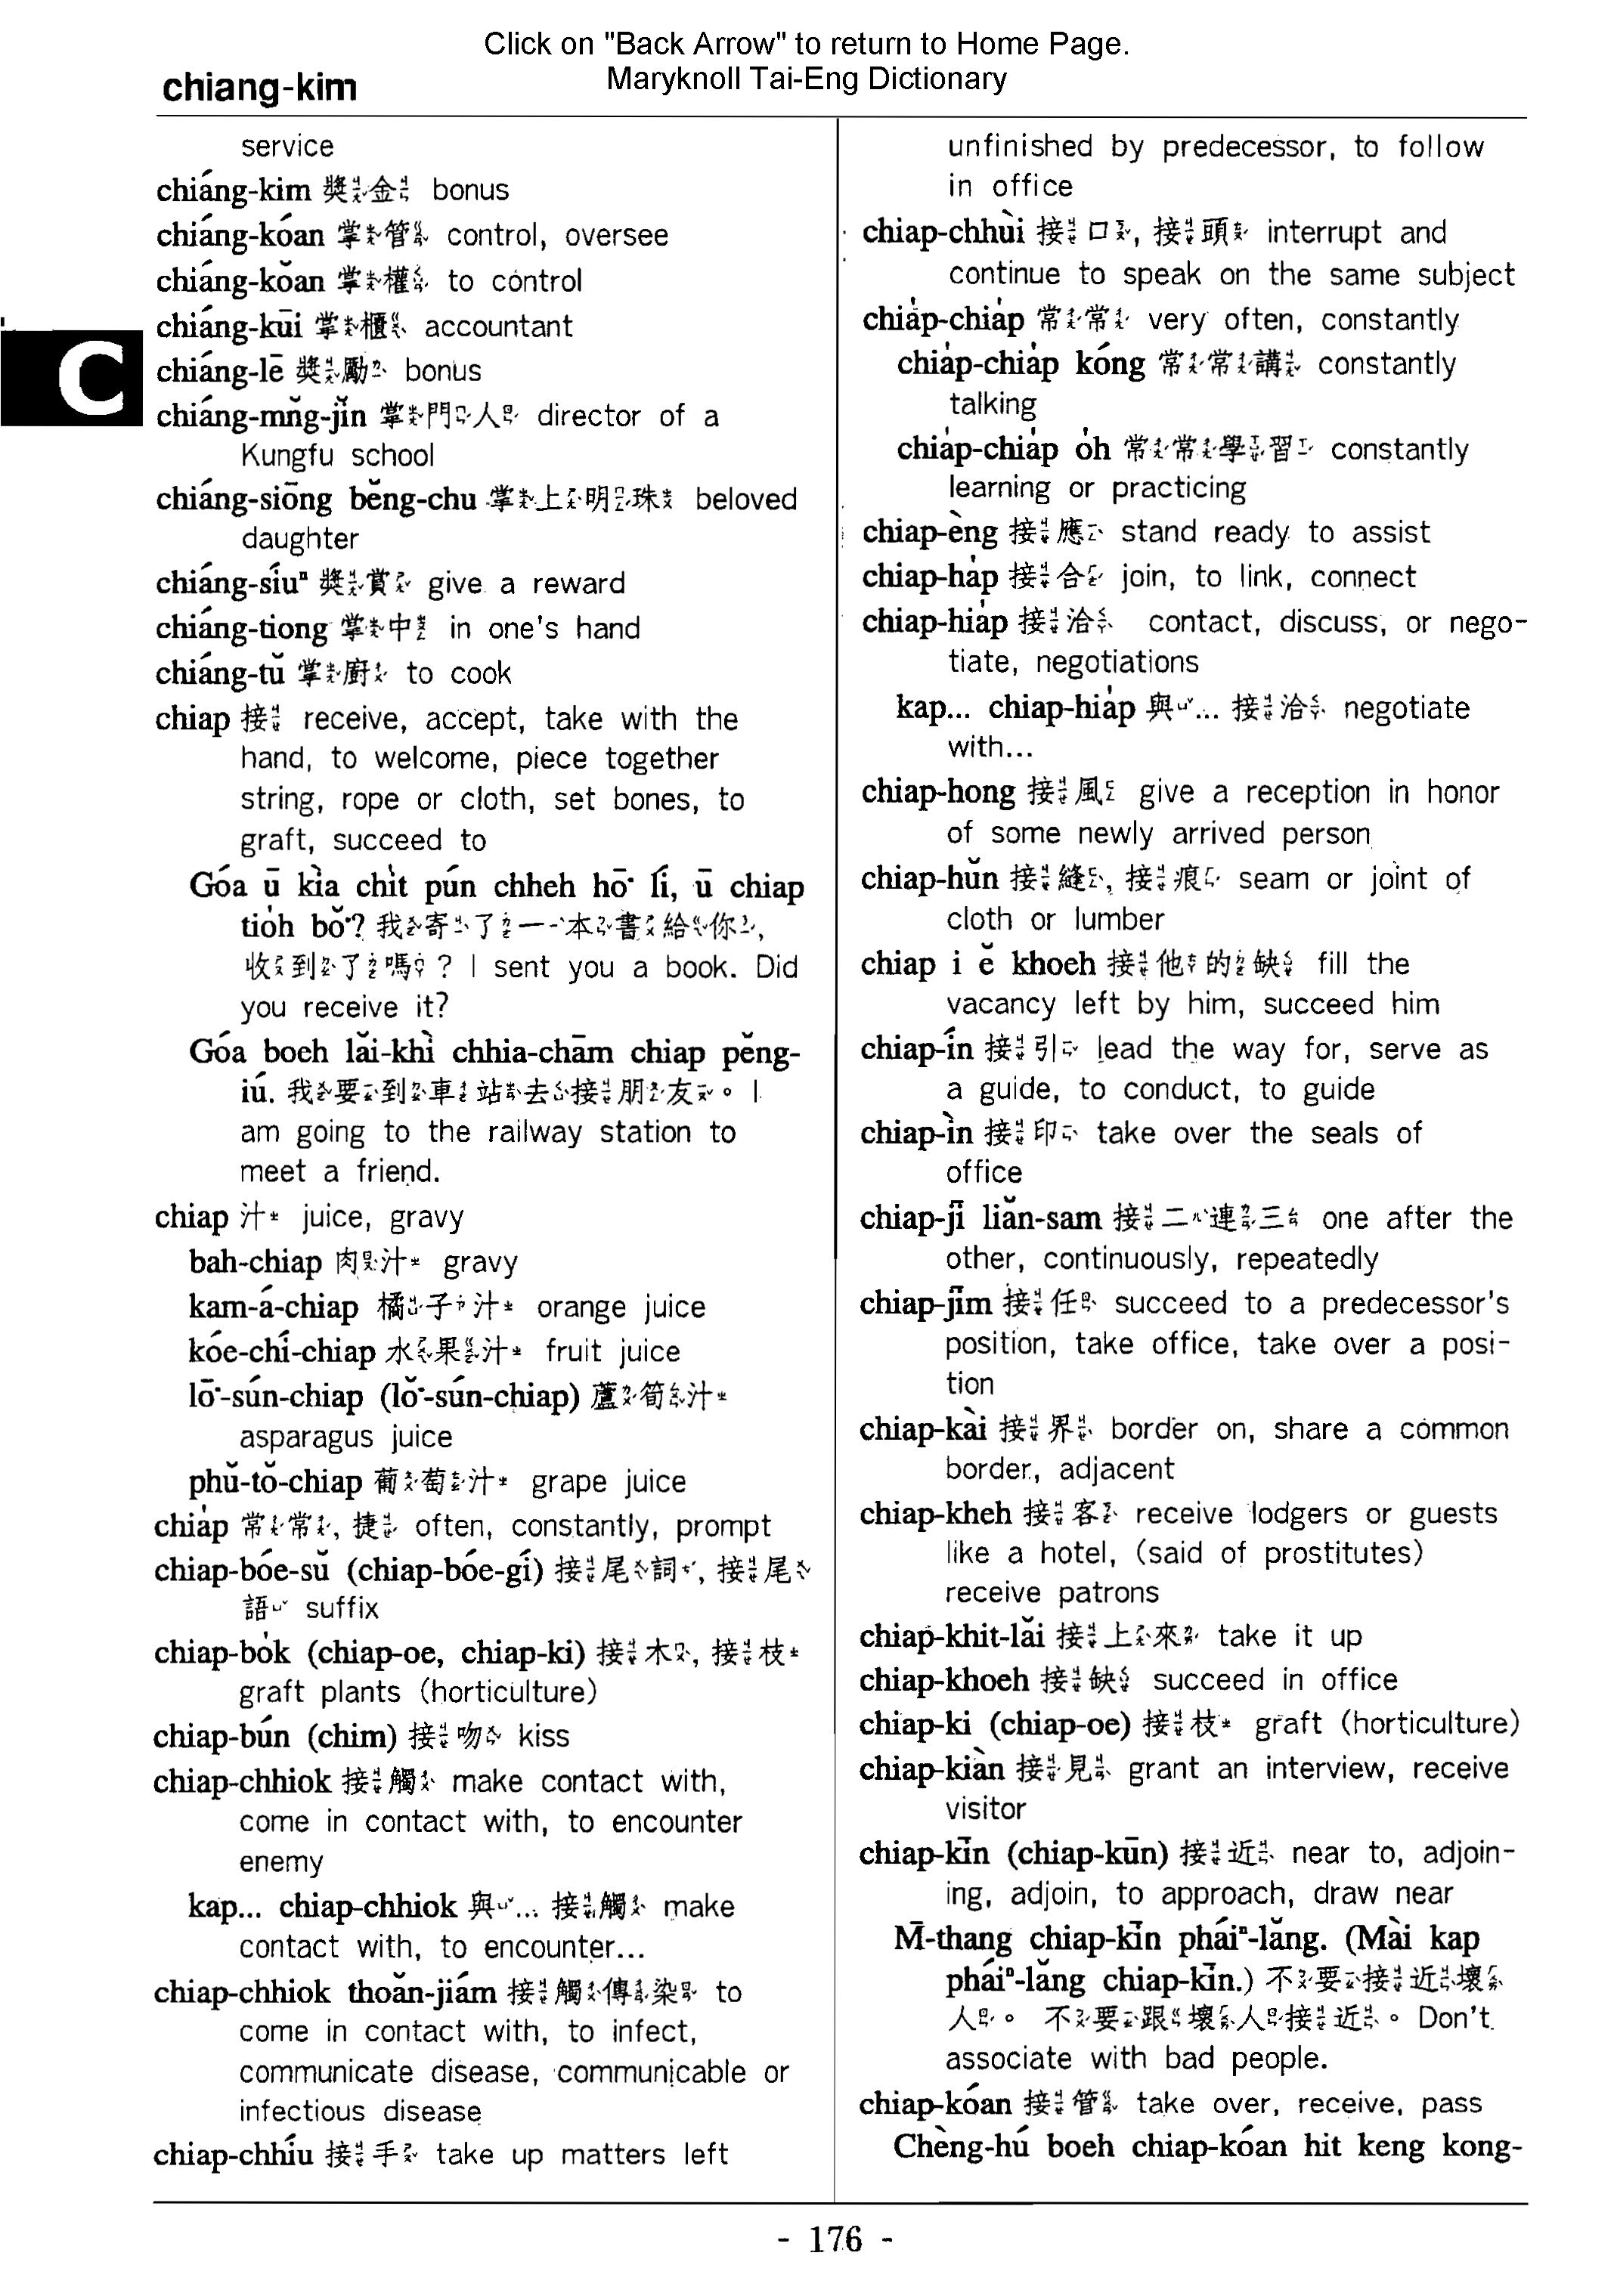 Click on "Back Arrow" to return to Home Page.
Maryknoll Tai-Eng Dictionary
chiang-kim
service
chiáng-kim 獎金 bonus
chiáng-kóan 掌管 control, oversee
chiáng-kŏan 掌權 to control
chiáng-kūi 掌櫃 accountant
C
chiáng-lē 獎勵 bonus
chiáng-mňg-jĭn 掌門人 director of a
Kungfu school
chiáng-siōng bĕng-chu 掌上明珠 beloved
daughter
chiáng-síuⁿ 獎賞 give a reward
chiáng-tiong 掌中 in one's hand
chiáng-tŭ 掌廚 to cook
chiap 接 receive, accept, take with the
hand, to welcome, piece together
string, rope or cloth, set bones, to
graft, succeed to
Góa ū kìa chi̍t pún chheh hō͘ lí, ū chiap
tio̍h bŏ͘? 我寄了一本書給你,
收到了嗎? I sent you a book. Did
you receive it?
Góa boeh lăi-khì chhia-chām chiap pĕng-
iú. 我要到車站去接朋友。 I
am going to the railway station to
meet a friend.
chiap 汁 juice, gravy
bah-chiap 肉汁 gravy
kam-á-chiap 橘子汁 orange juice
kóe-chí-chiap 水果汁 fruit juice
lō͘-sún-chiap (lŏ͘-sún-chiap) 蘆筍汁
asparagus juice
phŭ-tŏ-chiap 葡萄汁 grape juice
chia̍p 常常, 捷 often, constantly, prompt
chiap-bóe-sŭ (chiap-bóe-gí) 接尾詞, 接尾
語 suffix
chiap-bo̍k (chiap-oe, chiap-ki) 接木, 接枝
graft plants (horticulture)
chiap-bún (chim) 接吻 kiss
chiap-chhiok 接觸 make contact with,
come in contact with, to encounter
enemy
kap... chiap-chhiok 與... 接觸 make
contact with, to encounter...
chiap-chhiok thoăn-jiám 接觸傳染 to
come in contact with, to infect,
communicate disease, communicable or
infectious disease
chiap-chhíu 接手 take up matters left
unfinished by predecessor, to follow
in office
chiap-chhùi 接口, 接頭 interrupt and
continue to speak on the same subject
chia̍p-chia̍p 常常 very often, constantly
chia̍p-chia̍p kóng 常常講 constantly
talking
chia̍p-chia̍p o̍h 常常學習 constantly
learning or practicing
chiap-èng 接應 stand ready to assist
chiap-ha̍p 接合 join, to link, connect
chiap-hia̍p 接洽 contact, discuss, or nego-
tiate, negotiations
kap... chiap-hia̍p 與... 接洽 negotiate
with...
chiap-hong 接風 give a reception in honor
of some newly arrived person
chiap-hŭn 接縫, 接痕 seam or joint of
cloth or lumber
chiap i ĕ khoeh 接他的缺 fill the
vacancy left by him, succeed him
chiap-ín 接引 lead the way for, serve as
a guide, to conduct, to guide
chiap-ìn 接印 take over the seals of
office
chiap-jī liăn-sam 接二連三 one after the
other, continuously, repeatedly
chiap-jīm 接任 succeed to a predecessor's
position, take office, take over a posi-
tion
chiap-kài 接界 border on, share a common
border, adjacent
chiap-kheh 接客 receive lodgers or guests
like a hotel, (said of prostitutes)
receive patrons
chiap-khit-lăi 接上來 take it up
chiap-khoeh 接缺 succeed in office
chiap-ki (chiap-oe) 接枝 graft (horticulture)
chiap-kiàn 接見 grant an interview, receive
visitor
chiap-kīn (chiap-kūn) 接近 near to, adjoin-
ing, adjoin, to approach, draw near
M̄-thang chiap-kīn pháiⁿ-lăng. (Mài kap
pháiⁿ-lăng chiap-kīn.) 不要接近壞
人。 不要跟壞人接近。 Don't
associate with bad people.
chiap-kóan 接管 take over, receive, pass
Chèng-hú boeh chiap-kóan hit keng kong-
- 176 -